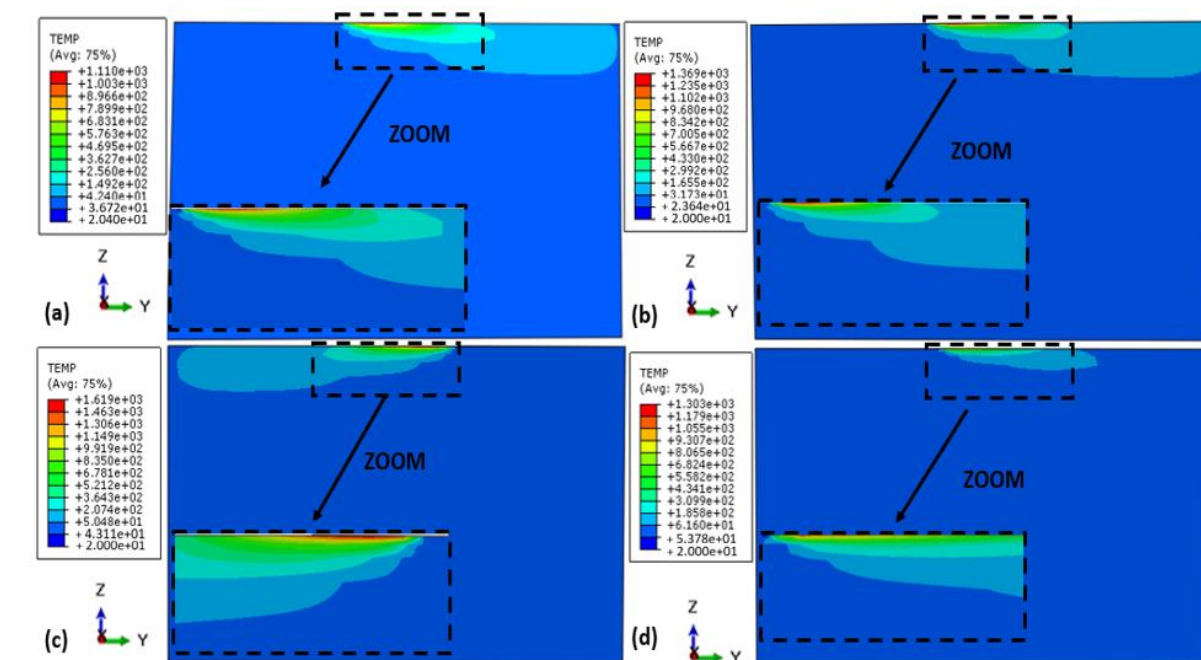 TEMP
(Avg: 75%)
+1.110e+03
+1.003e+03
+8.966e+02
+7.899e+02
+6.831e+02
+5.763e+02
+4.695e+02
+3.627e+02
+2.560e+02
+1.492e+02
+4.240e+01
+ 3.672e+01
+ 2.040e+01
ZOOM
Z
X
Y
(a)
TEMP
(Avg: 75%)
+1.369e+03
+1.235e+03
+1.102e+03
+9.680e+02
+8.342e+02
+7.005e+02
+5.667e+02
+4.330e+02
+2.992e+02
+1.655e+02
+3.173e+01
+ 2.364e+01
+ 2.000e+01
ZOOM
Z
X
Y
(b)
TEMP
(Avg: 75%)
+1.619e+03
+1.463e+03
+1.306e+03
+1.149e+03
+9.919e+02
+8.350e+02
+6.781e+02
+5.212e+02
+3.643e+02
+2.074e+02
+5.048e+01
+ 4.311e+01
+ 2.000e+01
ZOOM
Z
X
Y
(c)
TEMP
(Avg: 75%)
+1.303e+03
+1.179e+03
+1.055e+03
+9.307e+02
+8.065e+02
+6.824e+02
+5.582e+02
+4.341e+02
+3.099e+02
+1.858e+02
+6.160e+01
+ 5.378e+01
+ 2.000e+01
ZOOM
Z
X
Y
(d)